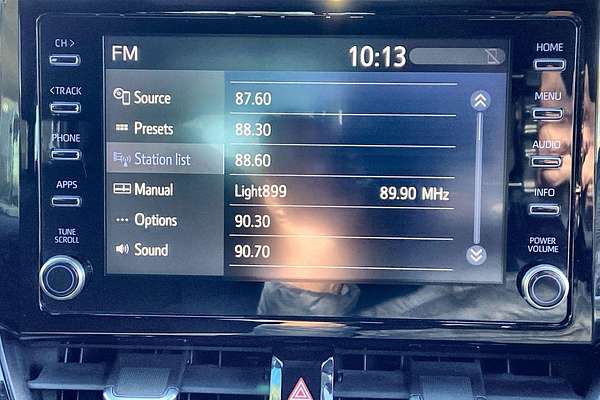 CH >
< TRACK
PHONE
APPS
TUNE
SCROLL
FM
10:13
Source
Presets
Station list
Manual
Options
Sound
87.60
88.30
88.60
Light899 89.90 MHz
90.30
90.70
HOME
MENU
AUDIO
INFO
POWER
VOLUME